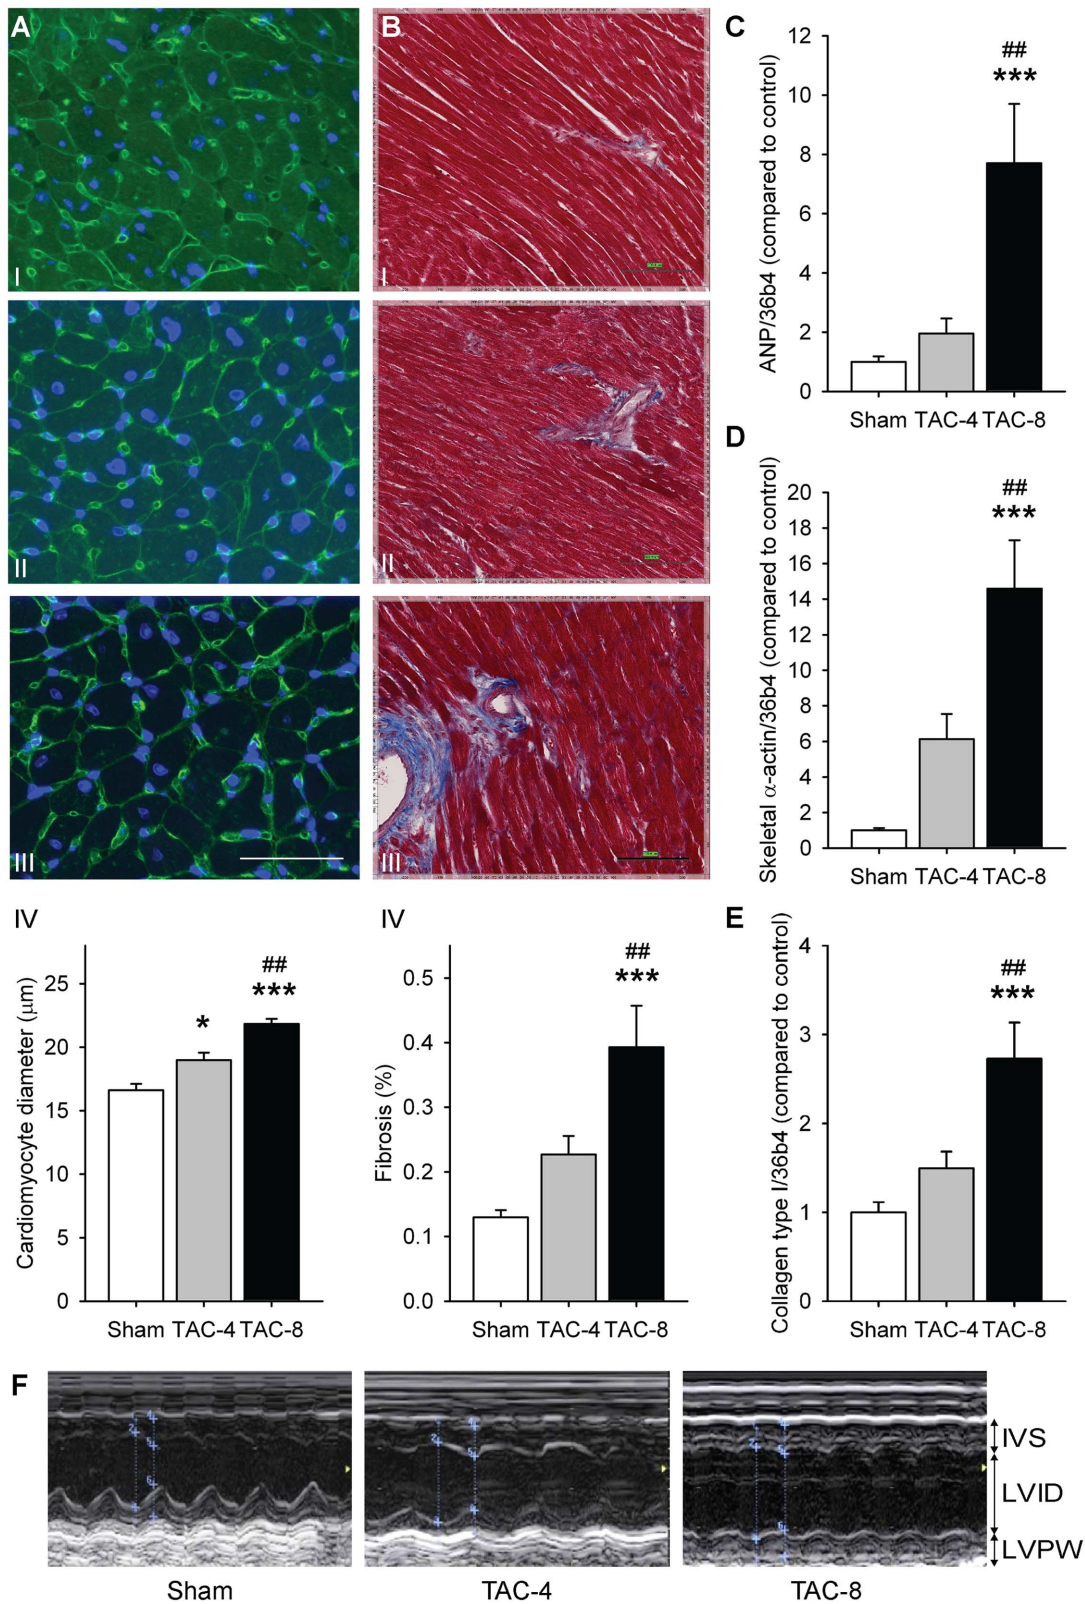 A
I
II
III
B
I
II
III
C
ANP/36b4 (compared to control)
12
10
8
6
4
2
0
##
***
Sham TAC-4 TAC-8
D
Skeletal α-actin/36b4 (compared to control)
20
18
16
14
12
10
8
6
4
2
0
##
***
Sham TAC-4 TAC-8
IV
Cardiomyocyte diameter (μm)
25
20
15
10
5
0
*
##
***
Sham TAC-4 TAC-8
IV
Fibrosis (%)
0.5
0.4
0.3
0.2
0.1
0.0
##
***
Sham TAC-4 TAC-8
E
Collagen type I/36b4 (compared to control)
4
3
2
1
0
##
***
Sham TAC-4 TAC-8
F
IVS
LVID
LVPW
Sham
TAC-4
TAC-8